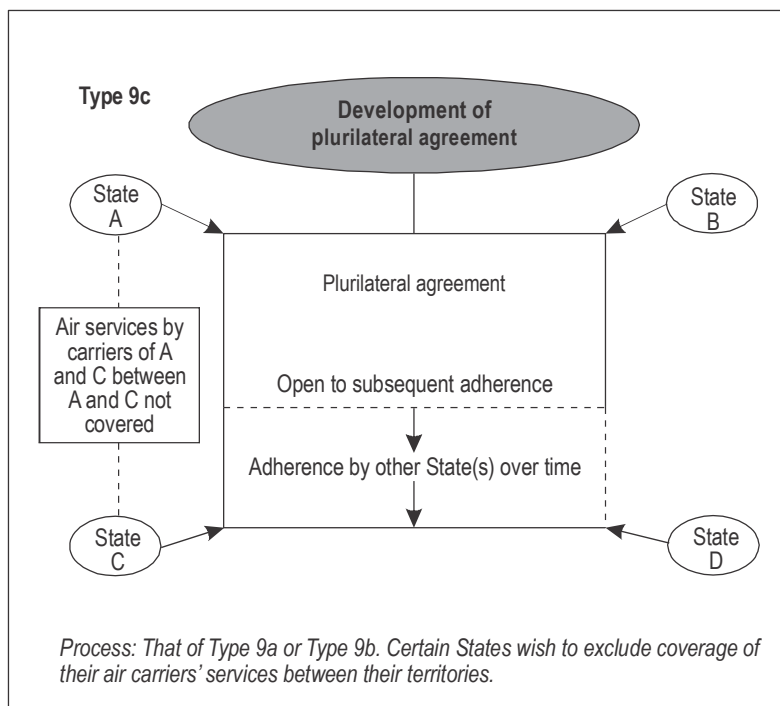 Type 9c
Development of
plurilateral agreement
State
A
State
B
Plurilateral agreement
Air services by
carriers of A
and C between
A and C not
covered
Open to subsequent adherence
Adherence by other State(s) over time
State
C
State
D
Process: That of Type 9a or Type 9b. Certain States wish to exclude coverage of
their air carriers’ services between their territories.